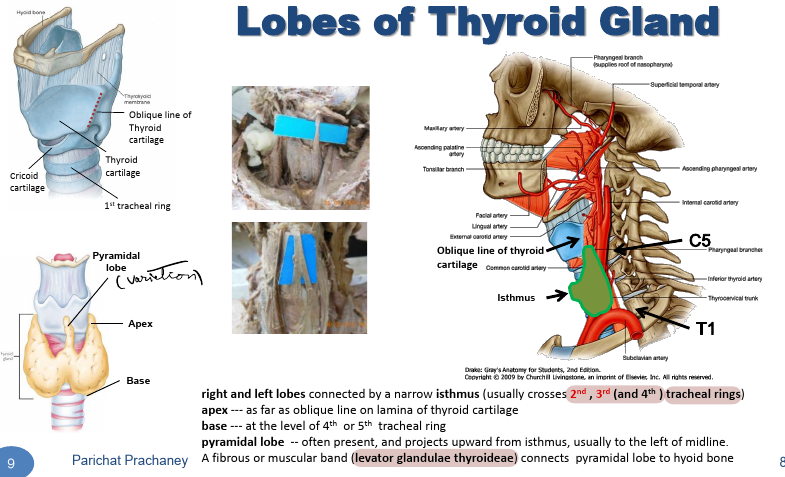 Lobes of Thyroid Gland
Hyoid bone
Thyrohyoid
membrane
Oblique line of
Thyroid
cartilage
Thyroid
cartilage
Cricoid
cartilage
1st tracheal ring
Pyramidal
lobe
(variation)
Apex
Base
thyroid
gland
Pharyngeal branch
(supplies roof of nasopharynx)
Superficial temporal artery
Maxillary artery
Ascending palatine
artery
Tonsillar branch
Ascending pharyngeal artery
Internal carotid artery
Facial artery
Lingual artery
External carotid artery
C5
Oblique line of thyroid
cartilage
Pharyngeal branches
Common carotid artery
Inferior thyroid artery
Isthmus
Thyrocervical trunk
T1
Subclavian artery
Drake: Gray's Anatomy for Students, 2nd Edition.
Copyright © 2009 by Churchill Livingstone, an imprint of Elsevier, Inc. All rights reserved.
right and left lobes connected by a narrow isthmus (usually crosses 2nd , 3rd (and 4th ) tracheal rings)
apex --- as far as oblique line on lamina of thyroid cartilage
base --- at the level of 4th or 5th tracheal ring
pyramidal lobe -- often present, and projects upward from isthmus, usually to the left of midline.
A fibrous or muscular band (levator glandulae thyroideae) connects pyramidal lobe to hyoid bone
9
Parichat Prachaney
8